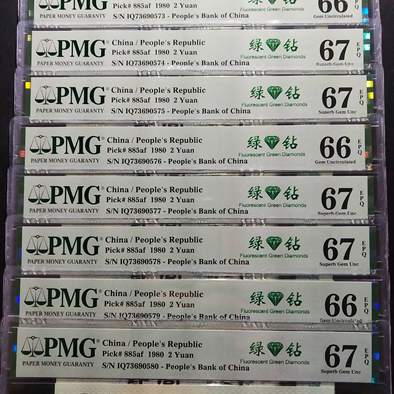 Pick# 885af 1980 2 Yuan
PAPER MONEY GUARANTY S/N IQ73690573 - People's Bank of China
66
Gem Uncirculated
Fluorescent Green Diamonds
PMG China / People's Republic
Pick# 885af 1980 2 Yuan
PAPER MONEY GUARANTY S/N IQ73690574 - People's Bank of China
绿钻
Fluorescent Green Diamonds
67 EPQ
Superb Gem Unc
PMG China / People's Republic
Pick# 885af 1980 2 Yuan
PAPER MONEY GUARANTY S/N IQ73690575 - People's Bank of China
绿钻
Fluorescent Green Diamonds
67 EPQ
Superb Gem Unc
PMG China / People's Republic
Pick# 885af 1980 2 Yuan
PAPER MONEY GUARANTY S/N IQ73690576 - People's Bank of China
绿钻
Fluorescent Green Diamonds
66 EPQ
Gem Uncirculated
PMG China / People's Republic
Pick# 885af 1980 2 Yuan
PAPER MONEY GUARANTY S/N IQ73690577 - People's Bank of China
绿钻
Fluorescent Green Diamonds
67 EPQ
Superb Gem Unc
PMG China / People's Republic
Pick# 885af 1980 2 Yuan
PAPER MONEY GUARANTY S/N IQ73690578 - People's Bank of China
绿钻
Fluorescent Green Diamonds
67 EPQ
Superb Gem Unc
PMG China / People's Republic
Pick# 885af 1980 2 Yuan
PAPER MONEY GUARANTY S/N IQ73690579 - People's Bank of China
绿钻
Fluorescent Green Diamonds
66 EPQ
Gem Uncirculated
PMG China / People's Republic
Pick# 885af 1980 2 Yuan
PAPER MONEY GUARANTY S/N IQ73690580 - People's Bank of China
绿钻
Fluorescent Green Diamonds
67 EPQ
Superb Gem Unc